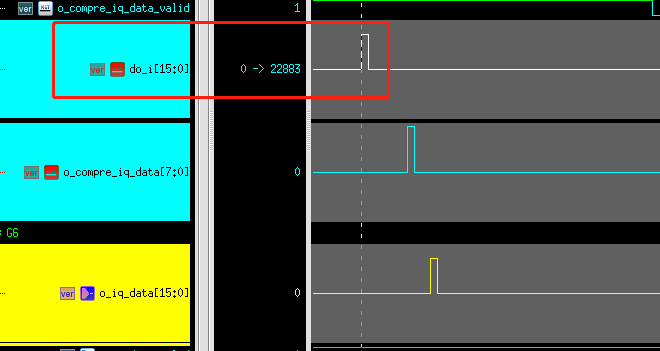 ver o_compre_iq_data_valid 1
ver do_i[15:0] 0 -> 22883
ver o_compre_iq_data[7:0] 0
G6
ver o_iq_data[15:0] 0